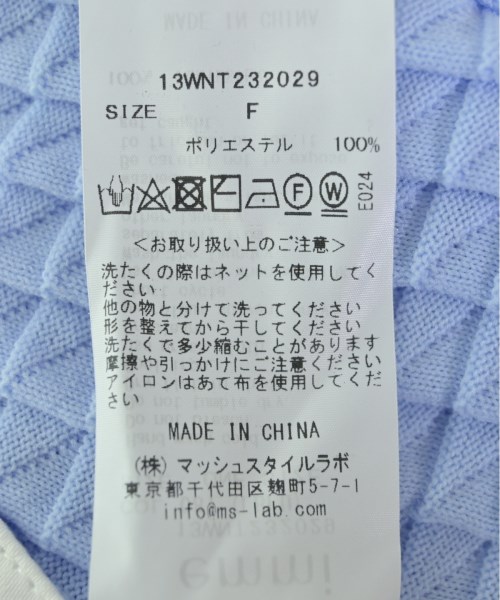 13WNT232029
SIZE F
ポリエステル 100%
F W E024
<お取り扱い上のご注意>
洗たくの際はネットを使用してく
ださい
他の物と分けて洗ってください
形を整えてから干してください
洗たくで多少縮むことがあります
摩擦や引っかけにご注意ください
アイロンはあて布を使用してくだ
さい
MADE IN CHINA
(株) マッシュスタイルラボ
東京都千代田区麹町5-7-1
info@ms-lab.com